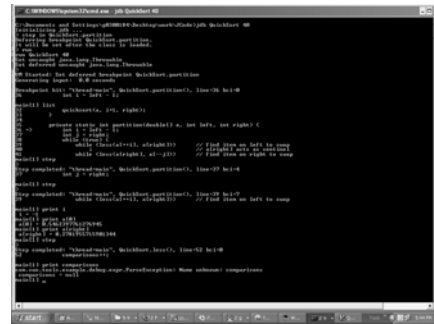 C:\WINDOWS\System32\cmd.exe - jdb QuickSort 40
Initializing jdb ...
> stop in QuickSort.partition
Deferring breakpoint QuickSort.partition.
It will be set after the class is loaded.
> run
run QuickSort 40
Set uncaught java.lang.Throwable
Set deferred uncaught java.lang.Throwable
>
VM Started: Set deferred breakpoint QuickSort.partition
Generating input: 0.0 seconds
Breakpoint hit: "thread=main", QuickSort.partition(), line=36 bci=0
36 int i = left - 1;
main[1] list
32 quicksort(a, i+1, right);
33 }
34
35 private static int partition(double[] a, int left, int right) {
36 => int i = left - 1;
37 int j = right;
38 while (true) {
39 while (less(a[++i], a[right])) // find item on left to swap
40 ; // a[right] acts as sentinel
41 while (less(a[right], a[--j])) // find item on right to swap
main[1] step
>
Step completed: "thread=main", QuickSort.partition(), line=37 bci=4
37 int j = right;
main[1] step
>
Step completed: "thread=main", QuickSort.partition(), line=39 bci=7
39 while (less(a[++i], a[right])) // find item on left to swap
main[1] print i
i = -1
main[1] print a[0]
main[1] print a[right]
main[1] step
>
Step completed: "thread=main", QuickSort.less(), line=52 bci=0
52 comparisons++;
main[1] print comparisons
com.sun.tools.example.debug.expr.ParseException: Name unknown: comparisons
comparisons = null
main[1]
start